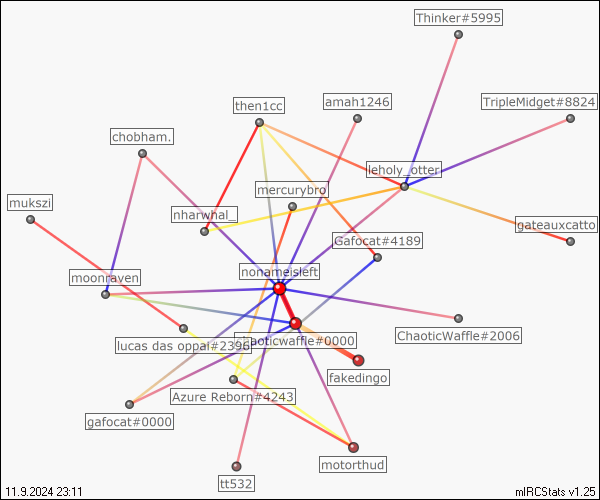 Thinker#5995
then1cc
amah1246
TripleMidget#8824
chobham.
leholy_otter
mercurybro
mukszi
nharwhal_
gateauxcatto
Gafocat#4189
nonameisleft
moonraven
ChaoticWaffle#2006
chaoticwaffle#0000
lucas das oppai#2396
fakedingo
Azure Reborn#4243
gafocat#0000
motorthud
tt532
11.9.2024 23:11
mIRCStats v1.25